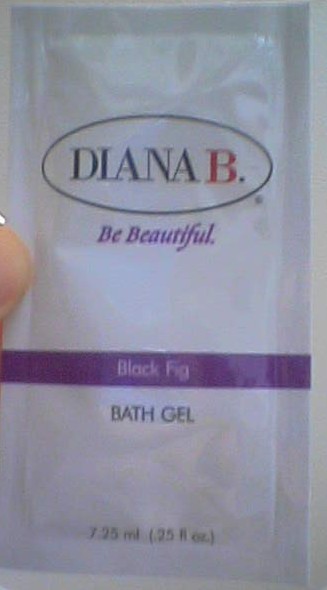 DIANA B.
®
Be Beautiful.
Black Fig
BATH GEL
7.25 ml (.25 fl oz.)